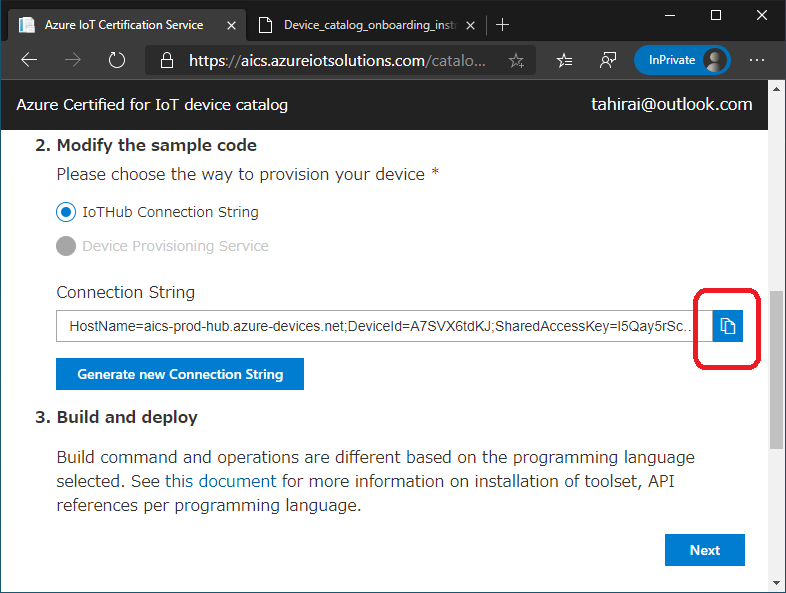 Azure IoT Certification Service
Device_catalog_onboarding_inst
https://aics.azureiotsolutions.com/catalo...
InPrivate
Azure Certified for IoT device catalog
tahirai@outlook.com
2. Modify the sample code
Please choose the way to provision your device *
IoTHub Connection String
Device Provisioning Service
Connection String
HostName=aics-prod-hub.azure-devices.net;DeviceId=A7SVX6tdKJ;SharedAccessKey=I5Qay5rSc...
Generate new Connection String
3. Build and deploy
Build command and operations are different based on the programming language
selected. See this document for more information on installation of toolset, API
references per programming language.
Next